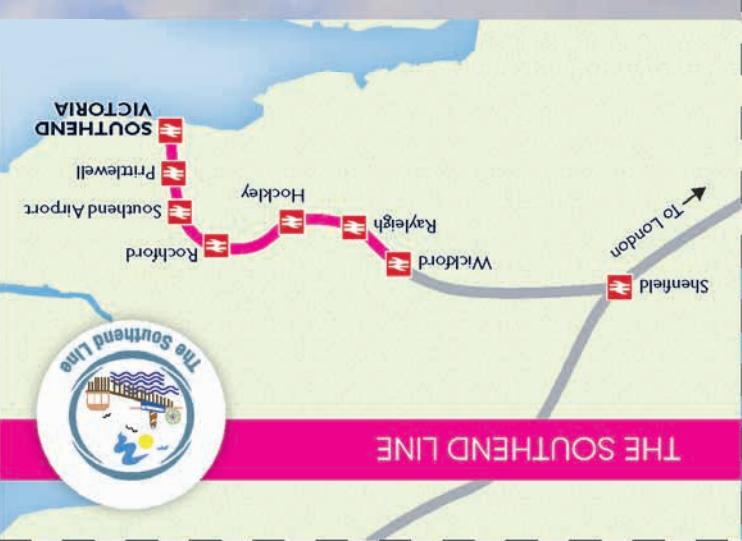 THE SOUTHEND LINE
The Southend Line
Shenfield
To London
Wickford
Rayleigh
Hockley
Rochford
Southend Airport
Prittlewell
SOUTHEND
VICTORIA